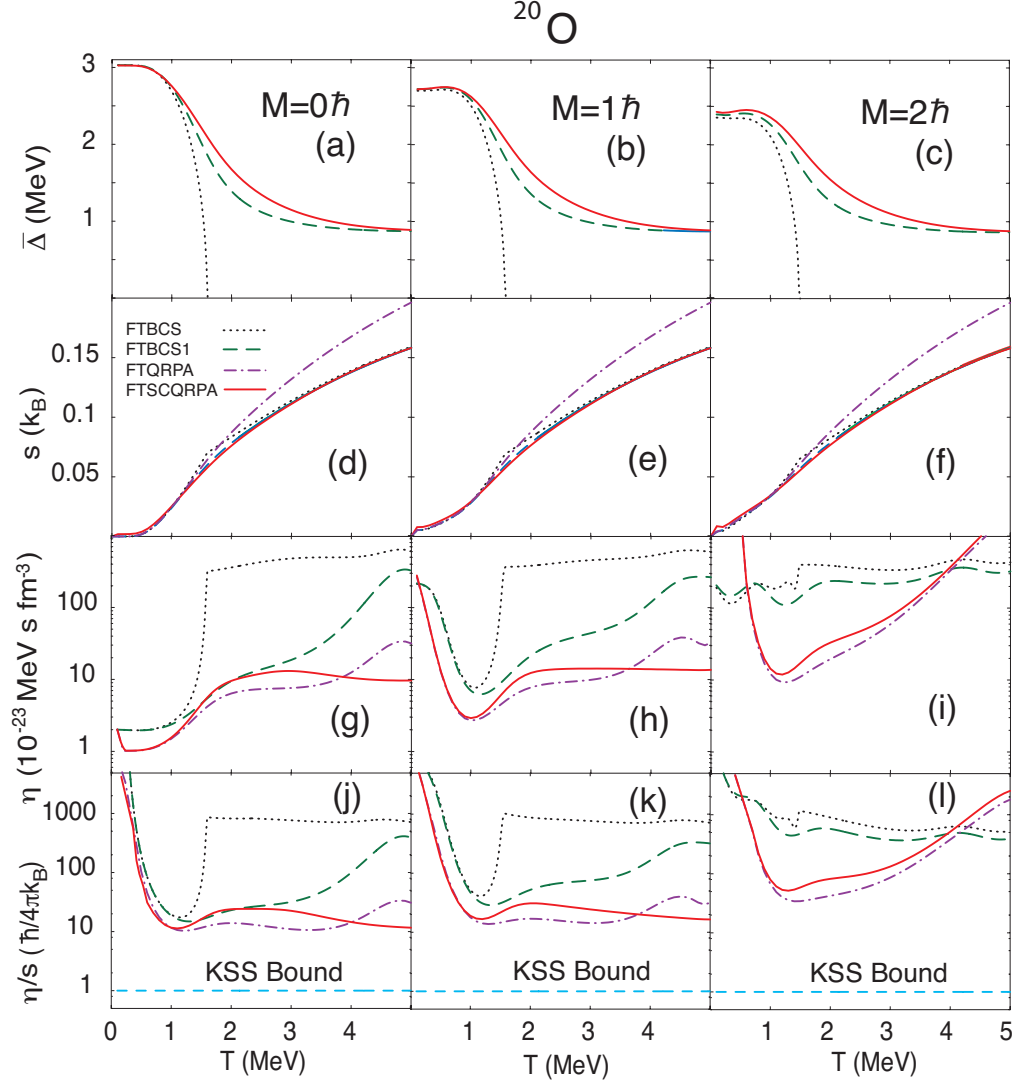 ²⁰O
3
2
1
Δ̅ (MeV)
M=0ℏ
(a)
M=1ℏ
(b)
M=2ℏ
(c)
0.15
0.1
0.05
s (k_B)
FTBCS
FTBCS1
FTQRPA
FTSCQRPA
(d)
(e)
(f)
100
10
1
η (10⁻²³ MeV s fm⁻³)
(g)
(h)
(i)
1000
100
10
1
η/s (ℏ/4πk_B)
(j)
(k)
(l)
KSS Bound
KSS Bound
KSS Bound
0 1 2 3 4 1 2 3 4 1 2 3 4 5
T (MeV) T (MeV) T (MeV)